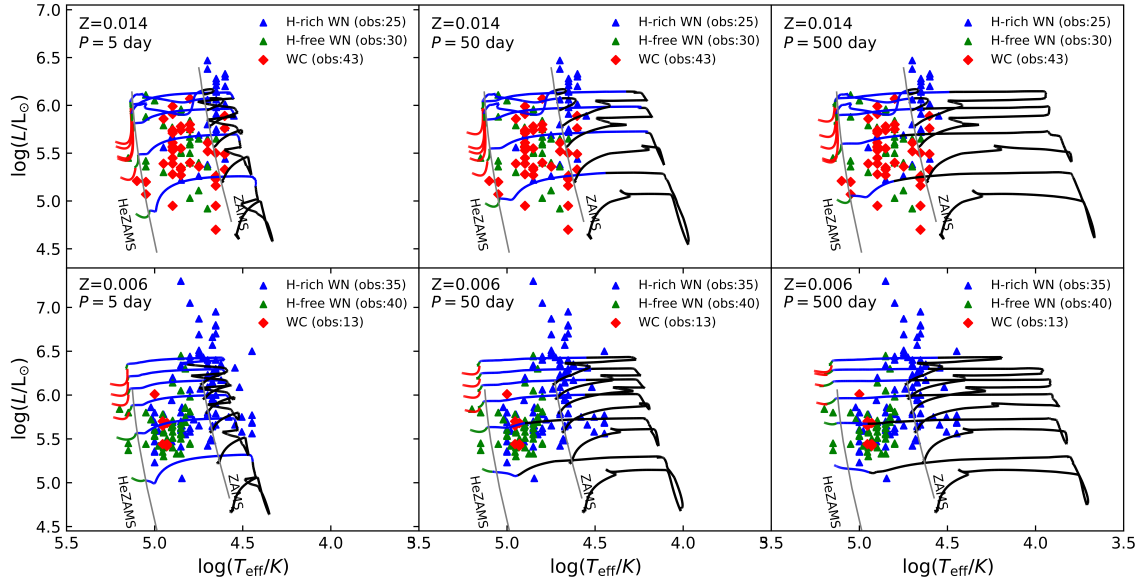 Z=0.014
P = 5 day
H-rich WN (obs:25)
H-free WN (obs:30)
WC (obs:43)
HeZAMS
ZAMS
Z=0.014
P = 50 day
H-rich WN (obs:25)
H-free WN (obs:30)
WC (obs:43)
HeZAMS
ZAMS
Z=0.014
P = 500 day
H-rich WN (obs:25)
H-free WN (obs:30)
WC (obs:43)
HeZAMS
ZAMS
7.0
6.5
6.0
5.5
5.0
4.5
log(L/L⊙)
Z=0.006
P = 5 day
H-rich WN (obs:35)
H-free WN (obs:40)
WC (obs:13)
HeZAMS
ZAMS
Z=0.006
P = 50 day
H-rich WN (obs:35)
H-free WN (obs:40)
WC (obs:13)
HeZAMS
ZAMS
Z=0.006
P = 500 day
H-rich WN (obs:35)
H-free WN (obs:40)
WC (obs:13)
HeZAMS
ZAMS
7.0
6.5
6.0
5.5
5.0
4.5
log(L/L⊙)
5.5 5.0 4.5 4.0 3.5 5.0 4.5 4.0 3.5 5.0 4.5 4.0 3.5
log(Teff/K) log(Teff/K) log(Teff/K)